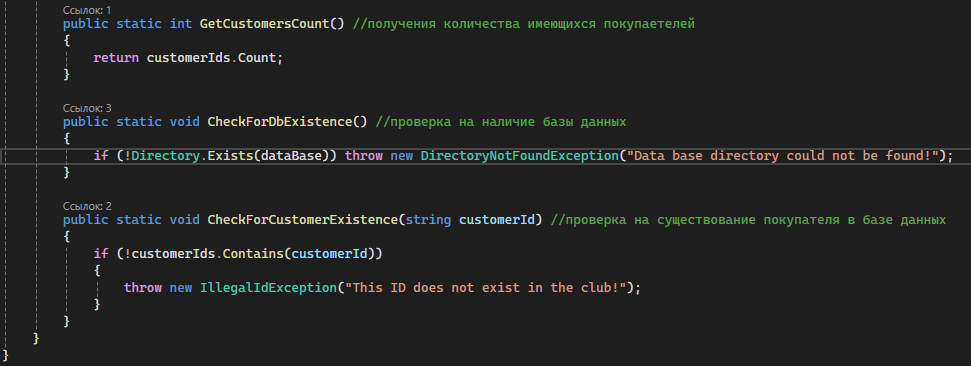 Ссылок: 1
public static int GetCustomersCount() //получения количества имеющихся покупаетелей
{
return customerIds.Count;
}
Ссылок: 3
public static void CheckForDbExistence() //проверка на наличие базы данных
{
if (!Directory.Exists(dataBase)) throw new DirectoryNotFoundException("Data base directory could not be found!");
}
Ссылок: 2
public static void CheckForCustomerExistence(string customerId) //проверка на существование покупателя в базе данных
{
if (!customerIds.Contains(customerId))
{
throw new IllegalIdException("This ID does not exist in the club!");
}
}
}
}